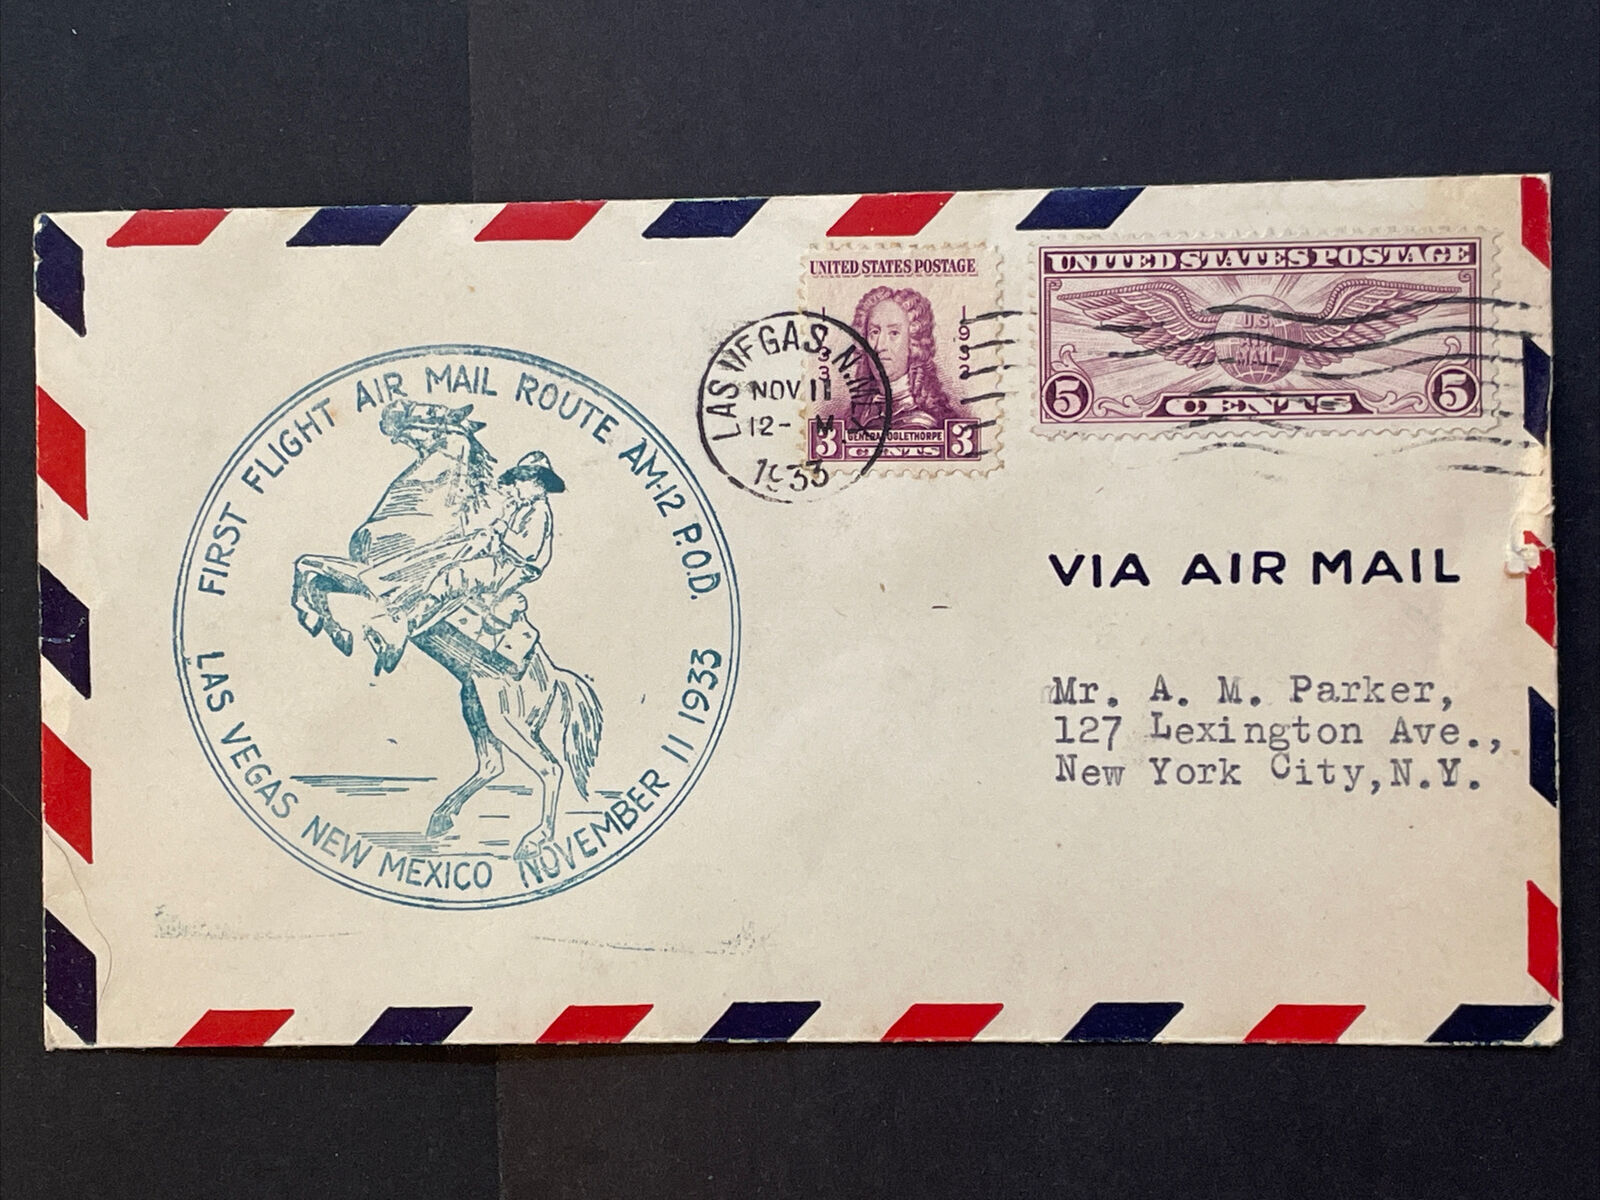 UNITED STATES POSTAGE
1733
1932
3 GENERAL OGLETHORPE 3
CENTS
UNITED STATES POSTAGE
U.S.
AIR
MAIL
5 CENTS 5
LAS VEGAS, N.MEX
NOV 11
12- M
1933
FIRST FLIGHT AIR MAIL ROUTE AM-12 P.O.D.
LAS VEGAS NEW MEXICO NOVEMBER 11 1933
VIA AIR MAIL
Mr. A. M. Parker,
127 Lexington Ave.,
New York City,N.Y.